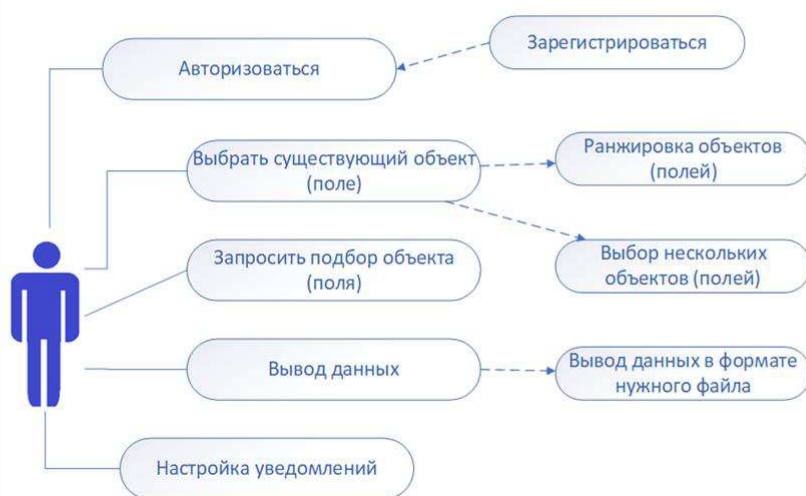 Зарегистрироваться
Авторизоваться
Выбрать существующий объект
(поле)
Ранжировка объектов
(полей)
Запросить подбор объекта
(поля)
Выбор нескольких
объектов (полей)
Вывод данных
Вывод данных в формате
нужного файла
Настройка уведомлений